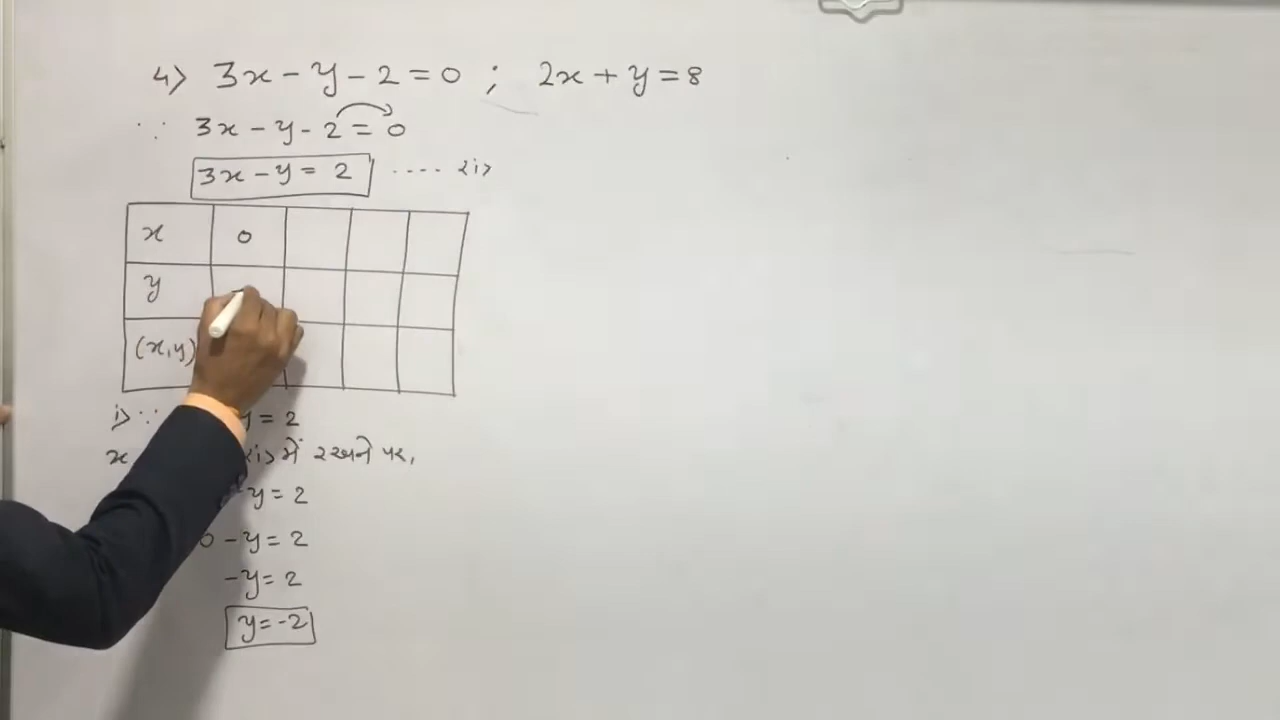 4) 3x - y - 2 = 0 ; 2x + y = 8
∵ 3x - y - 2 = 0
3x - y = 2 .... (i)
x 0
y
(x,y)
i) ∵ y = 2
x (i) में रखने पर,
- y = 2
0 - y = 2
-y = 2
y = -2